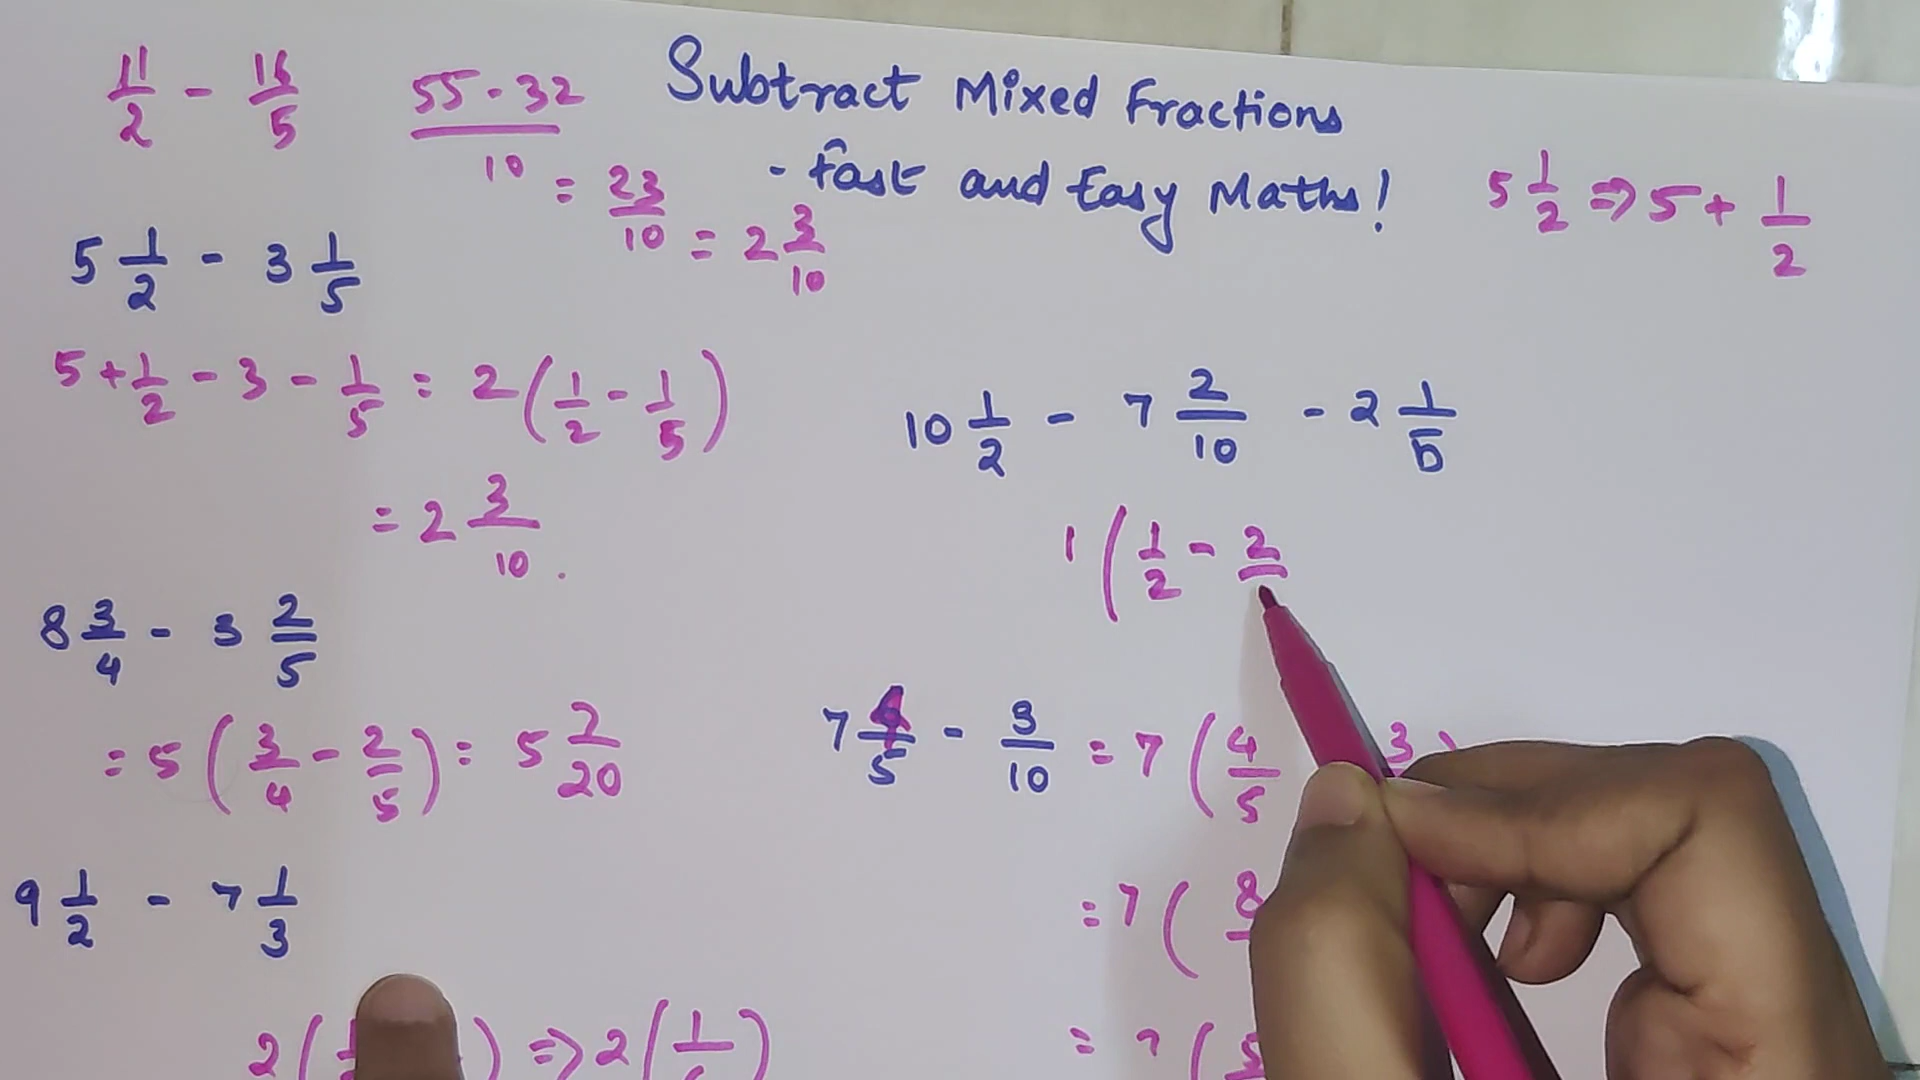 11/2 - 16/5
55 - 32/10 = 23/10 = 2 3/10
Subtract Mixed Fractions
- Fast and Easy Maths!
5 1/2 ⇒ 5 + 1/2
5 1/2 - 3 1/5
5 + 1/2 - 3 - 1/5 = 2 (1/2 - 1/5)
= 2 3/10.
8 3/4 - 3 2/5
= 5 (3/4 - 2/5) = 5 7/20
9 1/2 - 7 1/3
2 ( ) ⇒ 2 (1/ )
10 1/2 - 7 2/10 - 2 1/5
1 (1/2 - 2/
7 4/5 - 3/10 = 7 (4/5 3 )
= 7 ( 8/
= (5/